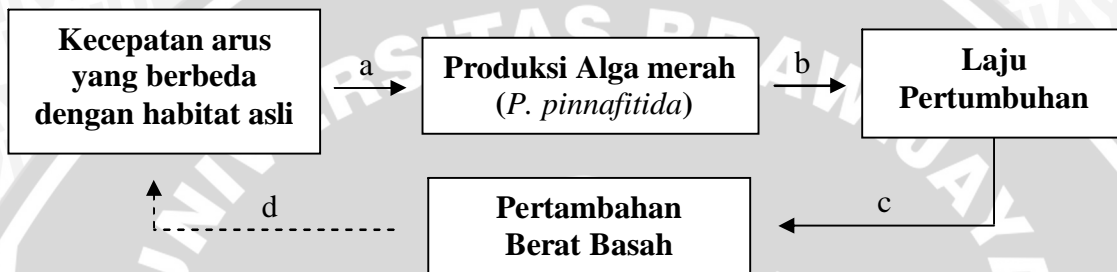 Kecepatan arus
yang berbeda
dengan habitat asli
a
Produksi Alga merah
(P. pinnafitida)
b
Laju
Pertumbuhan
c
Pertambahan
Berat Basah
d